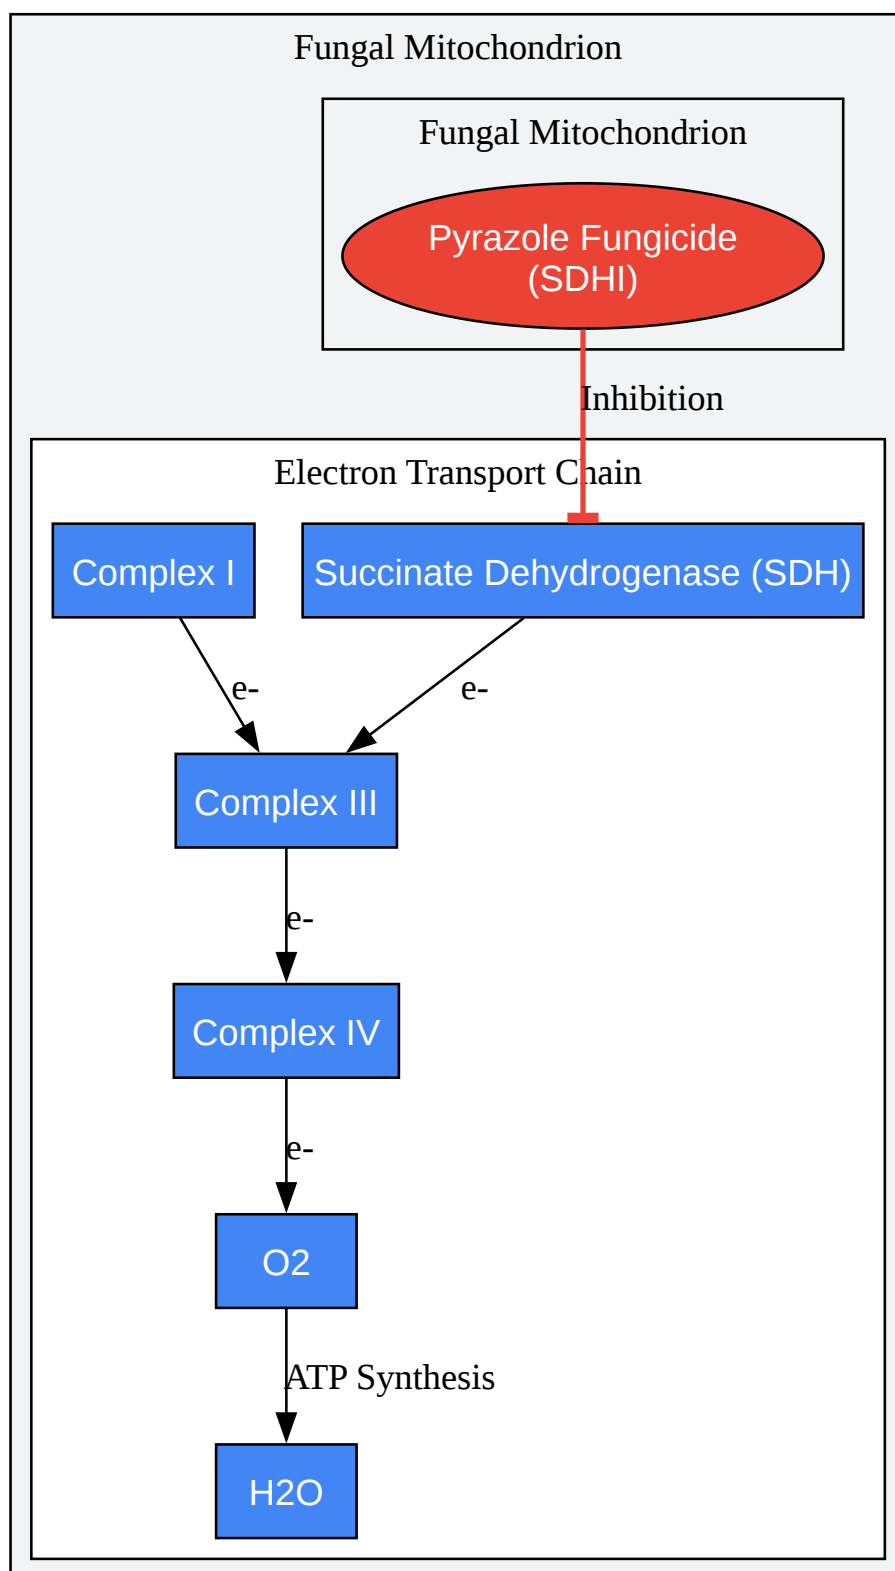 Fungal Mitochondrion
Fungal Mitochondrion
Pyrazole Fungicide
(SDHI)
Inhibition
Electron Transport Chain
Complex I
Succinate Dehydrogenase (SDH)
e-
e-
Complex III
e-
Complex IV
e-
O2
ATP Synthesis
H2O